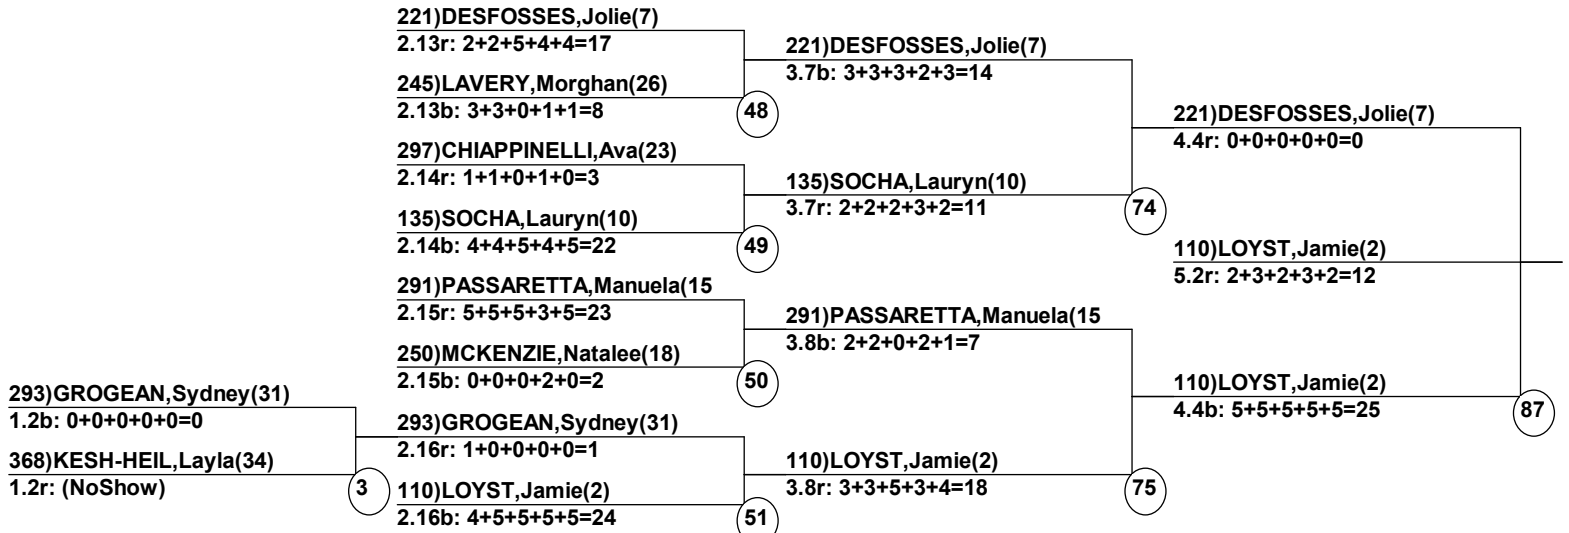 221)DESFOSSES,Jolie(7)
2.13r: 2+2+5+4+4=17
245)LAVERY,Morghan(26)
2.13b: 3+3+0+1+1=8
48
297)CHIAPPINELLI,Ava(23)
2.14r: 1+1+0+1+0=3
135)SOCHA,Lauryn(10)
2.14b: 4+4+5+4+5=22
49
291)PASSARETTA,Manuela(15
2.15r: 5+5+5+3+5=23
250)MCKENZIE,Natalee(18)
2.15b: 0+0+0+2+0=2
50
293)GROGEAN,Sydney(31)
1.2b: 0+0+0+0+0=0
368)KESH-HEIL,Layla(34)
1.2r: (NoShow)
3
293)GROGEAN,Sydney(31)
2.16r: 1+0+0+0+0=1
110)LOYST,Jamie(2)
2.16b: 4+5+5+5+5=24
51
221)DESFOSSES,Jolie(7)
3.7b: 3+3+3+2+3=14
135)SOCHA,Lauryn(10)
3.7r: 2+2+2+3+2=11
74
291)PASSARETTA,Manuela(15
3.8b: 2+2+0+2+1=7
110)LOYST,Jamie(2)
3.8r: 3+3+5+3+4=18
75
221)DESFOSSES,Jolie(7)
4.4r: 0+0+0+0+0=0
110)LOYST,Jamie(2)
5.2r: 2+3+2+3+2=12
110)LOYST,Jamie(2)
4.4b: 5+5+5+5+5=25
87